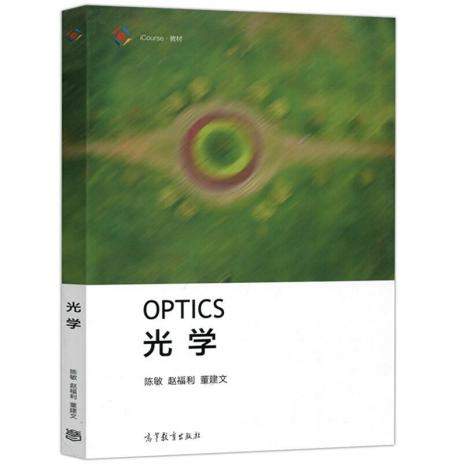 iCourse · 教材
OPTICS
光学
陈敏 赵福利 董建文
高等教育出版社
光学
陈敏 赵福利 董建文